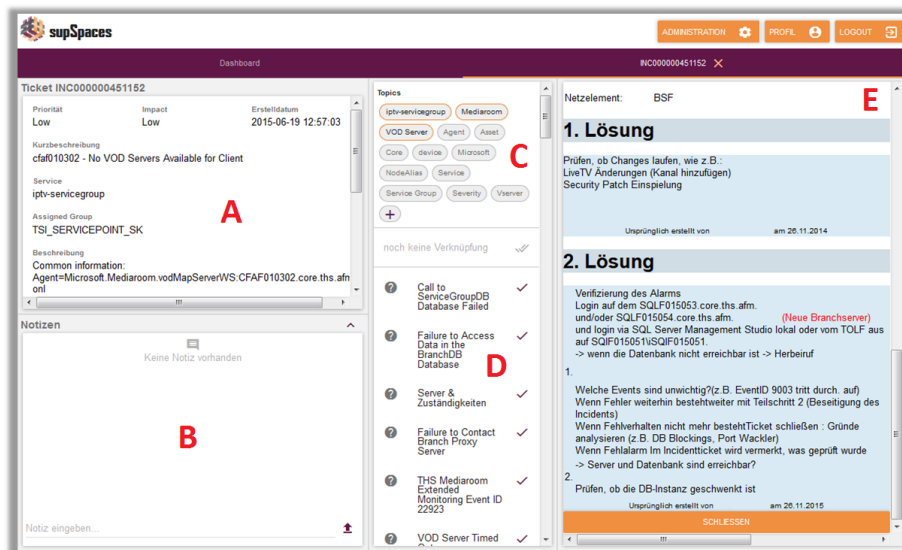 supSpaces
ADMINISTRATION
PROFIL
LOGOUT
Dashboard
INC000000451152
Ticket INC000000451152
Priorität
Impact
Erstelldatum
Low
Low
2015-06-19 12:57:03
Kurzbeschreibung
cfaf010302 - No VOD Servers Available for Client
Service
iptv-servicegroup
Assigned Group
TSI_SERVICEPOINT_SK
Beschreibung
Common information:
Agent=Microsoft.Mediaroom.vodMapServerWS:CFAF010302.core.ths.afm
onl
A
Notizen
Keine Notiz vorhanden
B
Notiz eingeben...
Topics
iptv-servicegroup
Mediaroom
VOD Server
Agent
Asset
Core
device
Microsoft
NodeAlias
Service
Service Group
Severity
Vserver
+
C
noch keine Verknüpfung
Call to
ServiceGroupDB
Database Failed
Failure to Access
Data in the
BranchDB
Database
Server &
Zuständigkeiten
Failure to Contact
Branch Proxy
Server
THS Mediaroom
Extended
Monitoring Event ID
22923
VOD Server Timed
D
Netzelement: BSF
E
1. Lösung
Prüfen, ob Changes laufen, wie z.B.:
LiveTV Änderungen (Kanal hinzufügen)
Security Patch Einspielung
Ursprünglich erstellt von am 26.11.2014
2. Lösung
Verifizierung des Alarms
Login auf dem SQLF015053.core.ths.afm.
und/oder SQLF015054.core.ths.afm. (Neue Branchserver)
und login via SQL Server Management Studio lokal oder vom TOLF aus
auf SQIF015051\iSQIF015051.
-> wenn die Datenbank nicht erreichbar ist -> Herbeiruf
1.
Welche Events sind unwichtig?(z.B. EventID 9003 tritt durch. auf)
Wenn Fehler weiterhin bestehtweiter mit Teilschritt 2 (Beseitigung des
Incidents)
Wenn Fehlverhalten nicht mehr bestehtTicket schließen : Gründe
analysieren (z.B. DB Blockings, Port Wackler)
Wenn Fehlalarm Im Incidentticket wird vermerkt, was geprüft wurde
-> Server und Datenbank sind erreichbar?
2.
Prüfen, ob die DB-Instanz geschwenkt ist
Ursprünglich erstellt von am 26.11.2015
SCHLIESSEN